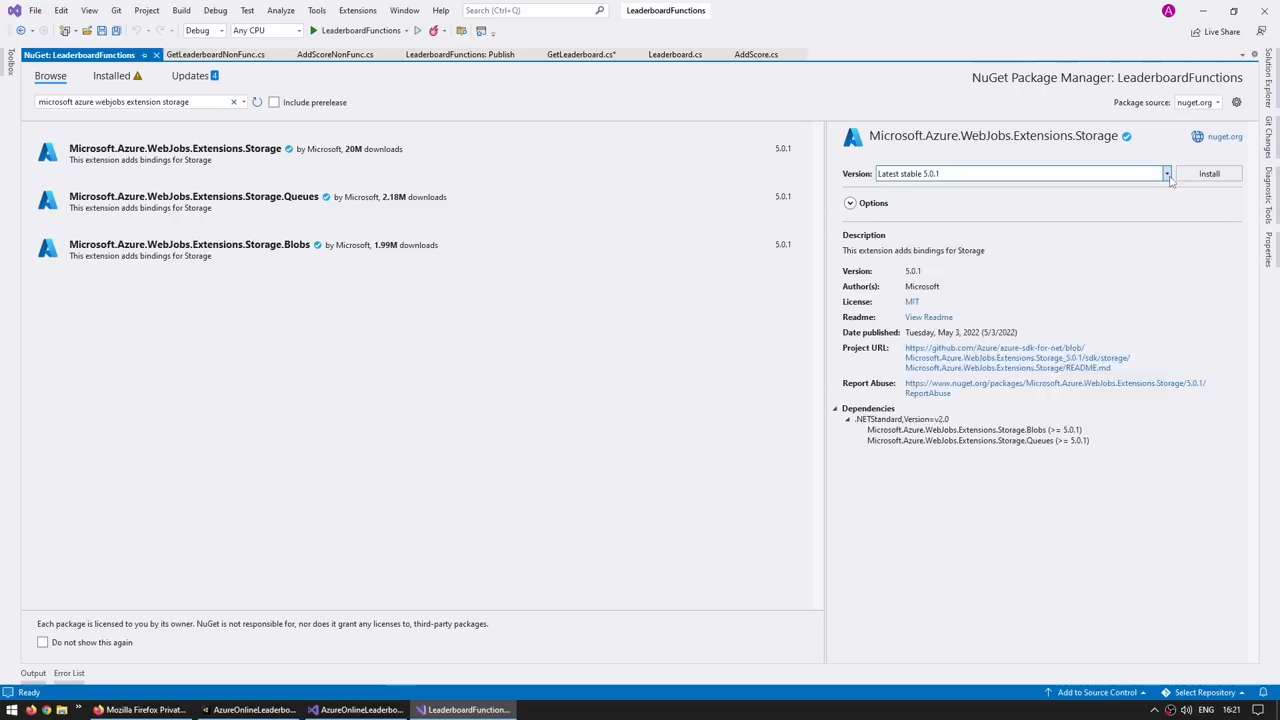 File Edit View Git Project Build Debug Test Analyze Tools Extensions Window Help Search (Ctrl+Q) LeaderboardFunctions A
Debug Any CPU LeaderboardFunctions Live Share
NuGet: LeaderboardFunctions GetLeaderboardNonFunc.cs AddScoreNonFunc.cs LeaderboardFunctions: Publish GetLeaderboard.cs* Leaderboard.cs AddScore.cs
Toolbox
Solution Explorer
Git Changes
Diagnostic Tools
Properties
Browse Installed Updates 4 NuGet Package Manager: LeaderboardFunctions
microsoft azure webjobs extension storage Include prerelease Package source: nuget.org
Microsoft.Azure.WebJobs.Extensions.Storage by Microsoft, 20M downloads 5.0.1
This extension adds bindings for Storage
Microsoft.Azure.WebJobs.Extensions.Storage.Queues by Microsoft, 2.18M downloads 5.0.1
This extension adds bindings for Storage
Microsoft.Azure.WebJobs.Extensions.Storage.Blobs by Microsoft, 1.99M downloads 5.0.1
This extension adds bindings for Storage
Microsoft.Azure.WebJobs.Extensions.Storage nuget.org
Version: Latest stable 5.0.1 Install
Options
Description
This extension adds bindings for Storage
Version: 5.0.1
Author(s): Microsoft
License: MIT
Readme: View Readme
Date published: Tuesday, May 3, 2022 (5/3/2022)
Project URL: https://github.com/Azure/azure-sdk-for-net/blob/
Microsoft.Azure.WebJobs.Extensions.Storage_5.0.1/sdk/storage/
Microsoft.Azure.WebJobs.Extensions.Storage/README.md
Report Abuse: https://www.nuget.org/packages/Microsoft.Azure.WebJobs.Extensions.Storage/5.0.1/
ReportAbuse
Dependencies
.NETStandard,Version=v2.0
Microsoft.Azure.WebJobs.Extensions.Storage.Blobs (>= 5.0.1)
Microsoft.Azure.WebJobs.Extensions.Storage.Queues (>= 5.0.1)
Each package is licensed to you by its owner. NuGet is not responsible for, nor does it grant any licenses to, third-party packages.
Do not show this again
Output Error List
Ready Add to Source Control Select Repository
Mozilla Firefox Privat... AzureOnlineLeaderbo... AzureOnlineLeaderbo... LeaderboardFunction... ENG 16:21